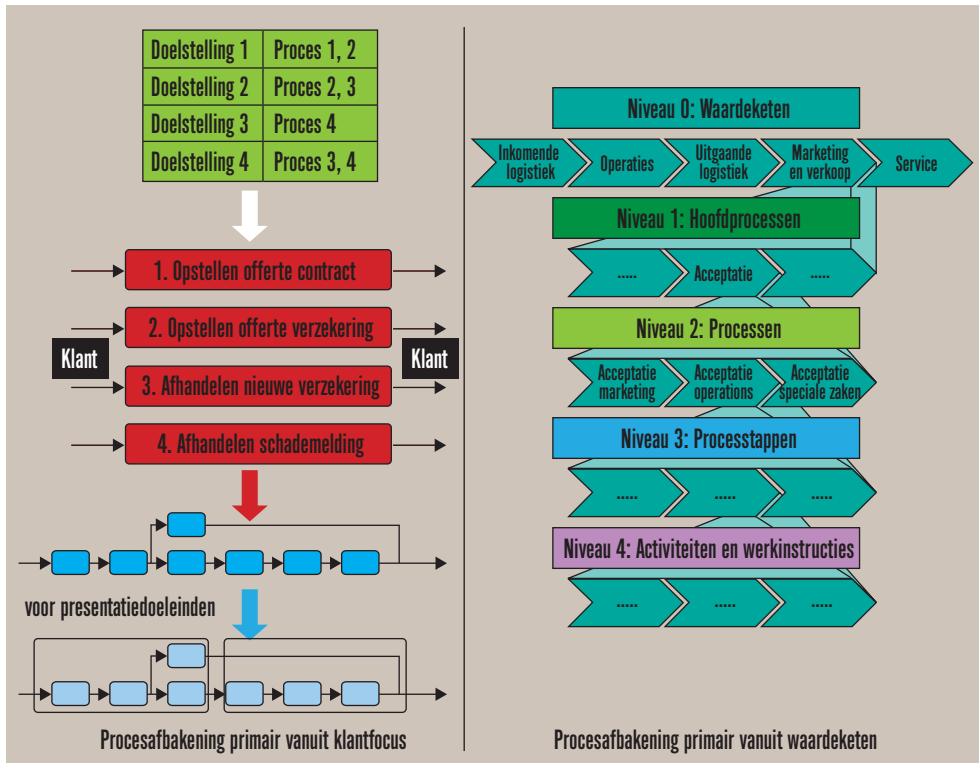 Doelstelling 1 Proces 1, 2
Doelstelling 2 Proces 2, 3
Doelstelling 3 Proces 4
Doelstelling 4 Proces 3, 4
1. Opstellen offerte contract
2. Opstellen offerte verzekering
Klant
Klant
3. Afhandelen nieuwe verzekering
4. Afhandelen schademelding
voor presentatiedoeleinden
Procesafbakening primair vanuit klantfocus
Niveau 0: Waardeketen
Inkomende
logistiek
Operaties
Uitgaande
logistiek
Marketing
en verkoop
Service
Niveau 1: Hoofdprocessen
.....
Acceptatie
.....
Niveau 2: Processen
Acceptatie
marketing
Acceptatie
operations
Acceptatie
speciale zaken
Niveau 3: Processtappen
.....
.....
.....
Niveau 4: Activiteiten en werkinstructies
.....
.....
.....
Procesafbakening primair vanuit waardeketen